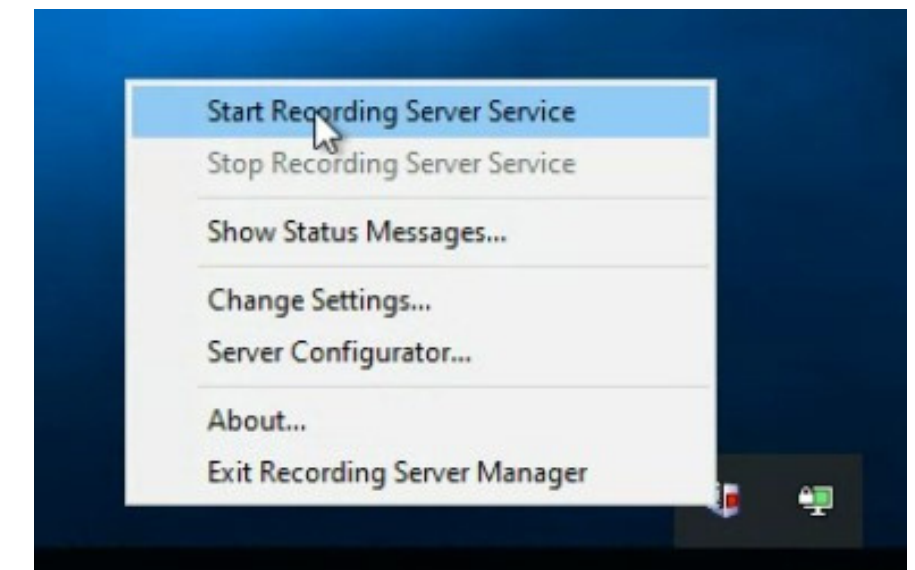 Start Recording Server Service
Stop Recording Server Service
Show Status Messages...
Change Settings...
Server Configurator...
About...
Exit Recording Server Manager